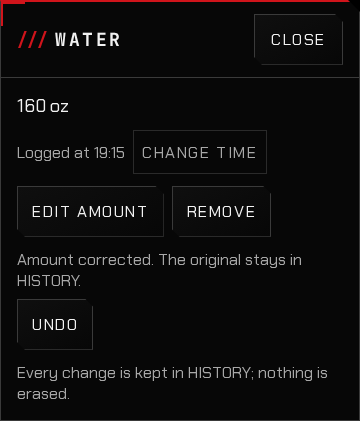 /// WATER
CLOSE
160 oz
Logged at 19:15
CHANGE TIME
EDIT AMOUNT
REMOVE
Amount corrected. The original stays in
HISTORY.
UNDO
Every change is kept in HISTORY; nothing is
erased.